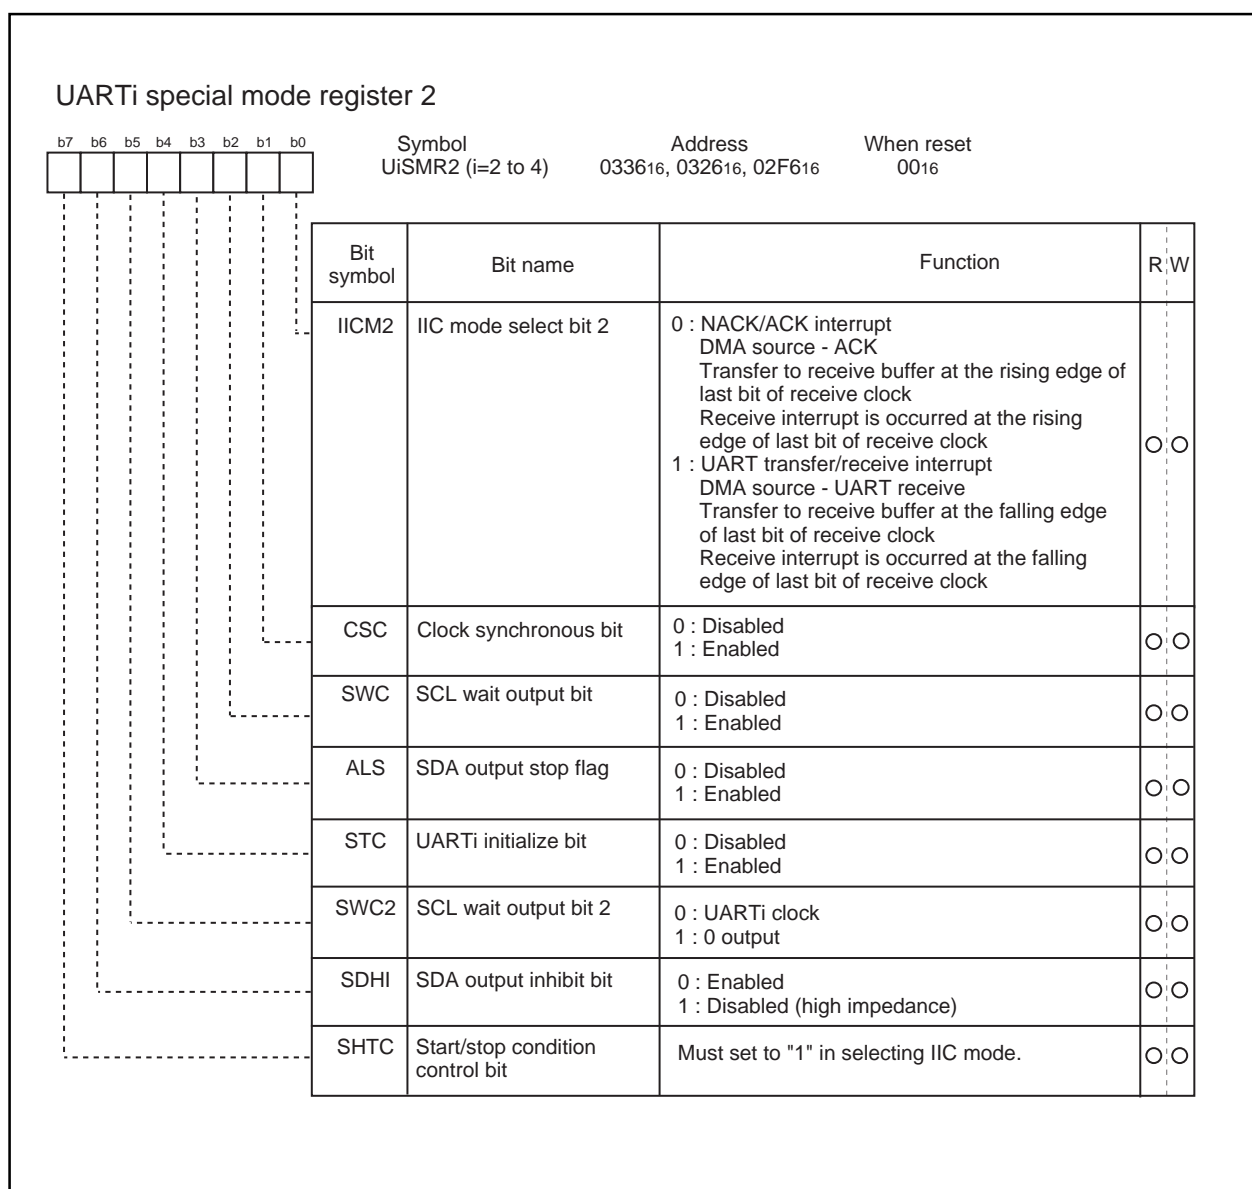 UARTi special mode register 2
b7 b6 b5 b4 b3 b2 b1 b0
Symbol Address When reset
UiSMR2 (i=2 to 4) 033616, 032616, 02F616 0016
Bit symbol Bit name Function R W
IICM2 IIC mode select bit 2 0 : NACK/ACK interrupt
DMA source - ACK
Transfer to receive buffer at the rising edge of
last bit of receive clock
Receive interrupt is occurred at the rising
edge of last bit of receive clock
1 : UART transfer/receive interrupt
DMA source - UART receive
Transfer to receive buffer at the falling edge
of last bit of receive clock
Receive interrupt is occurred at the falling
edge of last bit of receive clock
CSC Clock synchronous bit 0 : Disabled
1 : Enabled
SWC SCL wait output bit 0 : Disabled
1 : Enabled
ALS SDA output stop flag 0 : Disabled
1 : Enabled
STC UARTi initialize bit 0 : Disabled
1 : Enabled
SWC2 SCL wait output bit 2 0 : UARTi clock
1 : 0 output
SDHI SDA output inhibit bit 0 : Enabled
1 : Disabled (high impedance)
SHTC Start/stop condition
control bit Must set to "1" in selecting IIC mode.